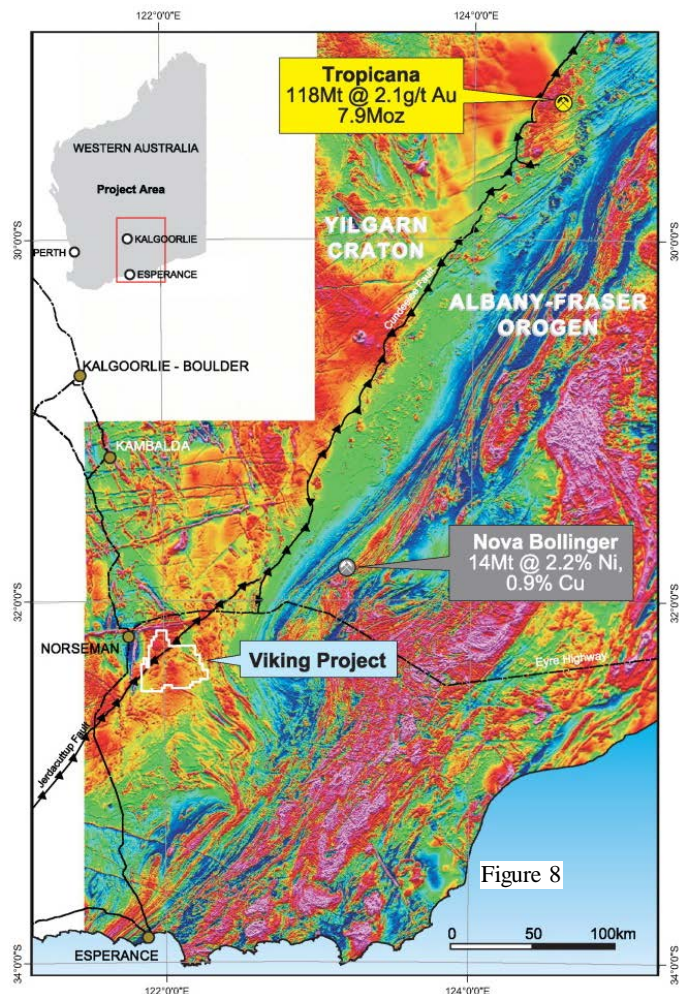 122°0'0"E
124°0'0"E
Tropicana
118Mt @ 2.1g/t Au
7.9Moz
WESTERN AUSTRALIA
Project Area
KALGOORLIE
PERTH
ESPERANCE
30°0'0"S
30°0'0"S
YILGARN
CRATON
Cundeelee Fault
ALBANY-FRASER
OROGEN
KALGOORLIE - BOULDER
KAMBALDA
Nova Bollinger
14Mt @ 2.2% Ni,
0.9% Cu
32°0'0"S
32°0'0"S
NORSEMAN
Viking Project
Eyre Highway
Jerdacuttup Fault
Figure 8
0 50 100km
ESPERANCE
34°0'0"S
34°0'0"S
122°0'0"E
124°0'0"E